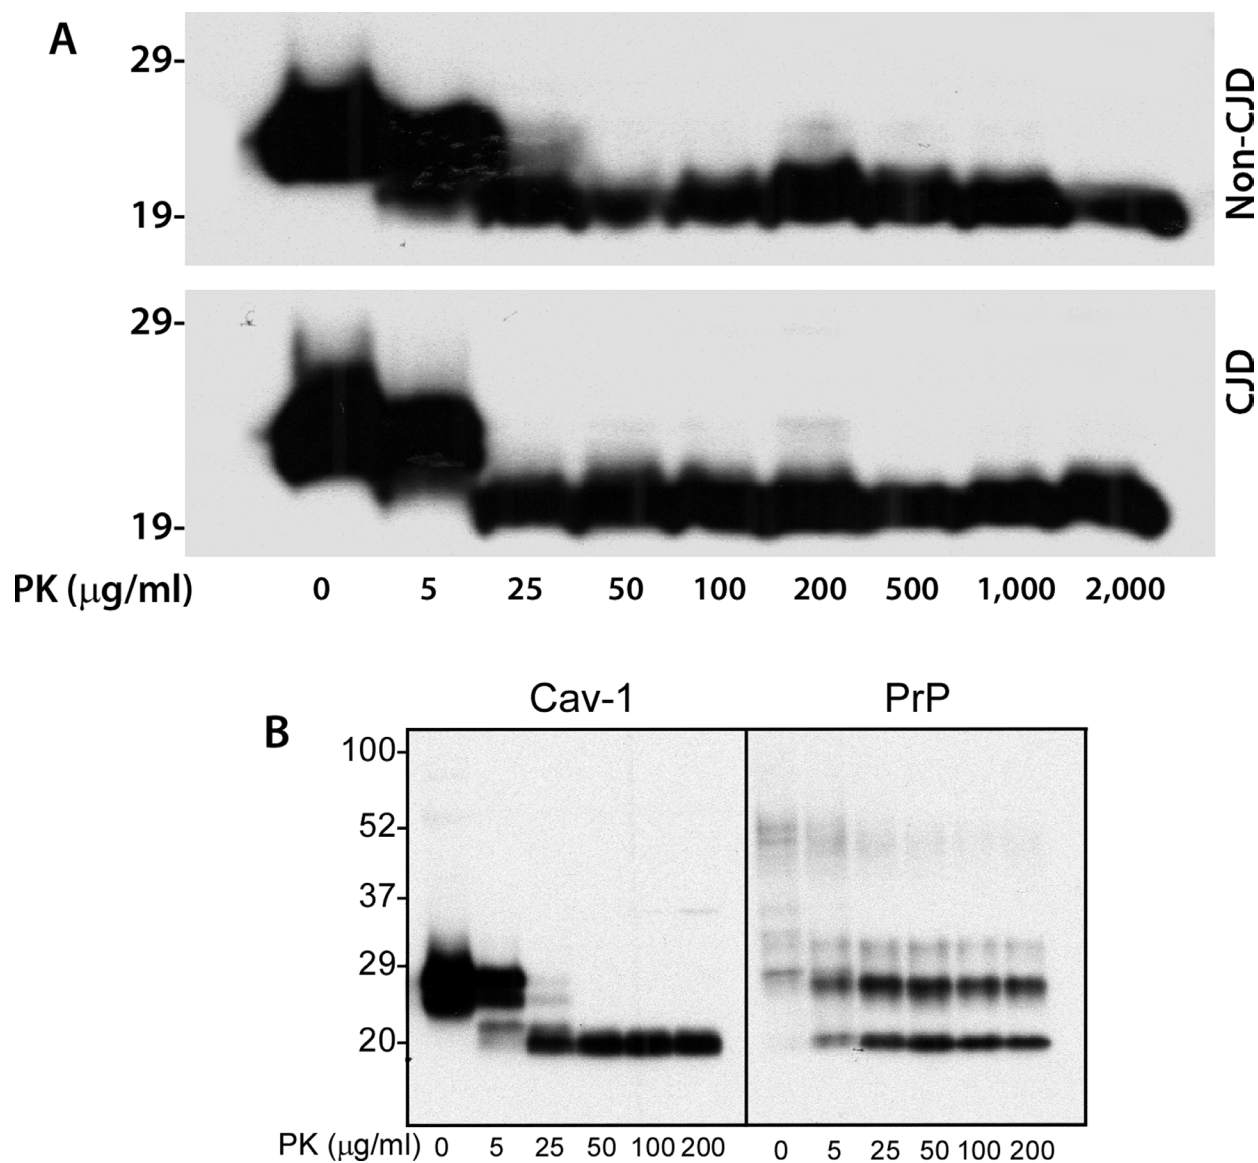 A
29-
19-
Non-CJD
29-
19-
CJD
PK (μg/ml) 0 5 25 50 100 200 500 1,000 2,000
B
Cav-1 PrP
100-
52-
37-
29-
20-
PK (μg/ml) 0 5 25 50 100 200 0 5 25 50 100 200